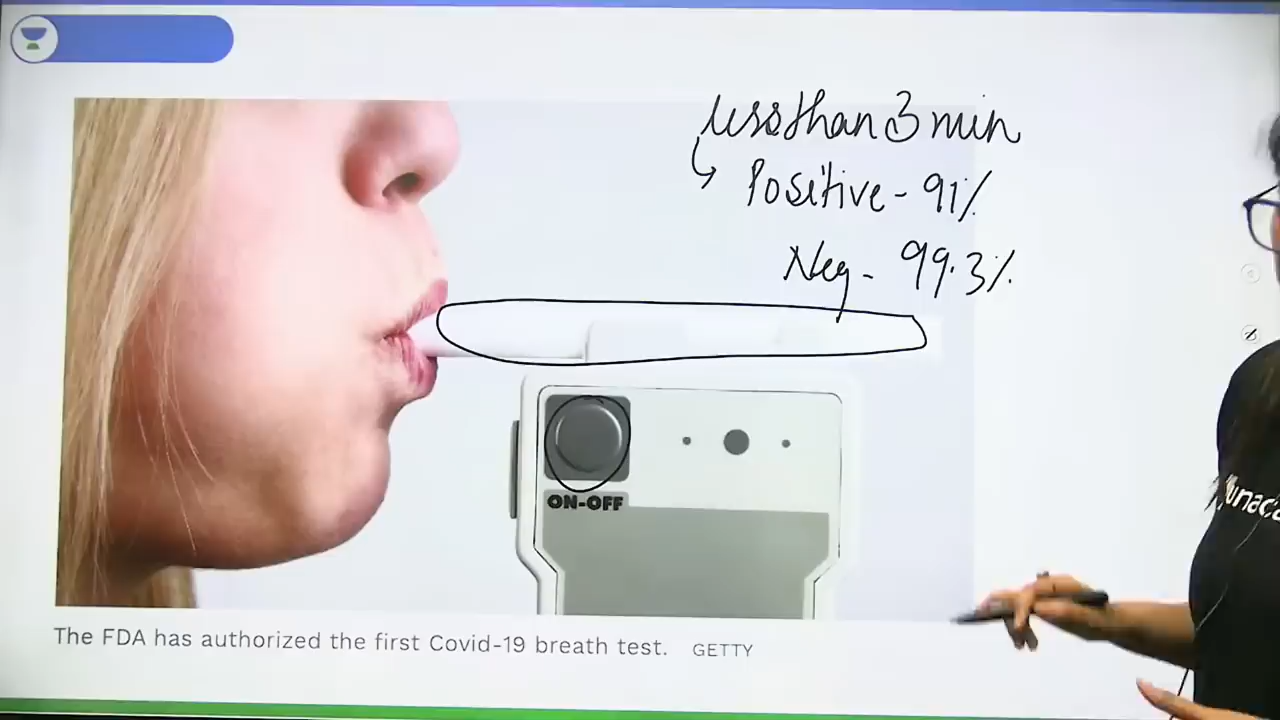 less than 3 min
Positive - 91%
Neg - 99.3%
ON-OFF
The FDA has authorized the first Covid-19 breath test. GETTY